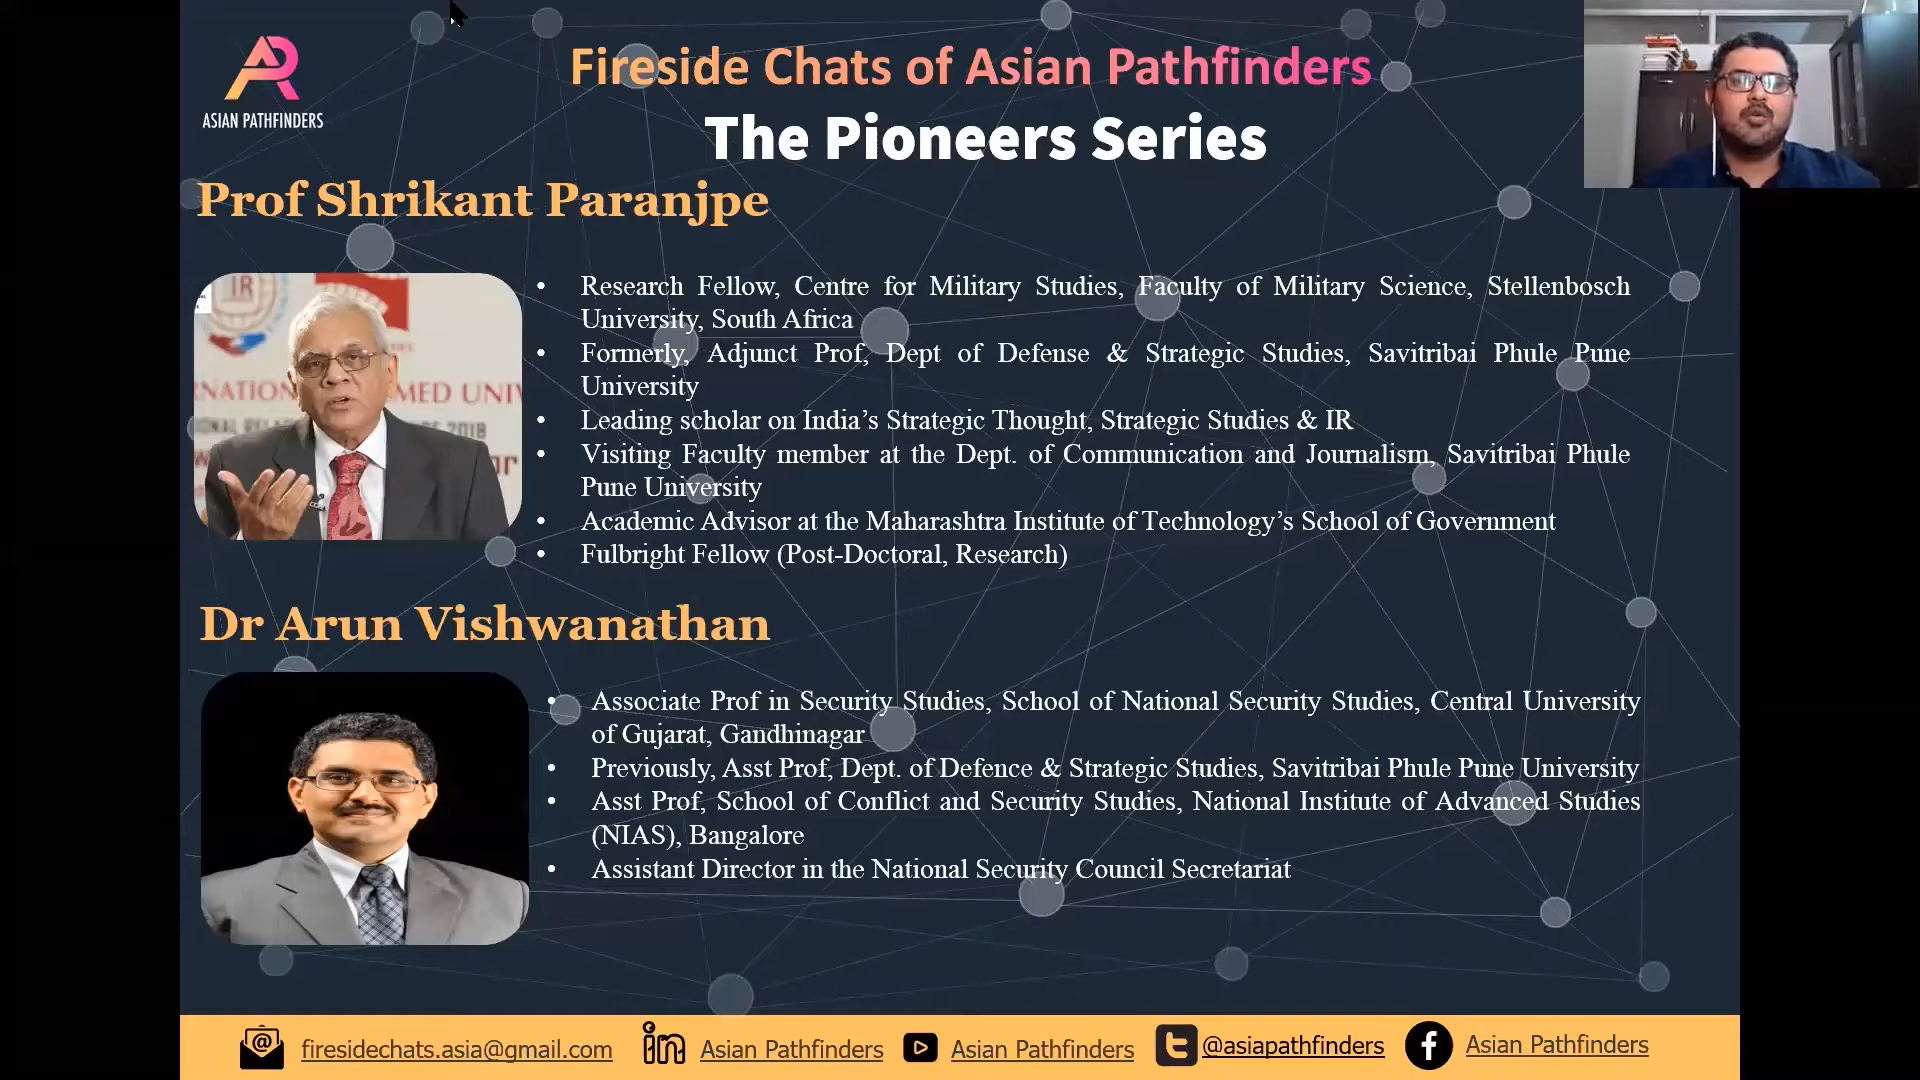 ASIAN PATHFINDERS
Fireside Chats of Asian Pathfinders
The Pioneers Series
Prof Shrikant Paranjpe
IR
RNATION MED UNIV
2018
• Research Fellow, Centre for Military Studies, Faculty of Military Science, Stellenbosch
University, South Africa
• Formerly, Adjunct Prof, Dept of Defense & Strategic Studies, Savitribai Phule Pune
University
• Leading scholar on India’s Strategic Thought, Strategic Studies & IR
• Visiting Faculty member at the Dept. of Communication and Journalism, Savitribai Phule
Pune University
• Academic Advisor at the Maharashtra Institute of Technology’s School of Government
• Fulbright Fellow (Post-Doctoral, Research)
Dr Arun Vishwanathan
• Associate Prof in Security Studies, School of National Security Studies, Central University
of Gujarat, Gandhinagar
• Previously, Asst Prof, Dept. of Defence & Strategic Studies, Savitribai Phule Pune University
• Asst Prof, School of Conflict and Security Studies, National Institute of Advanced Studies
(NIAS), Bangalore
• Assistant Director in the National Security Council Secretariat
firesidechats.asia@gmail.com Asian Pathfinders Asian Pathfinders @asiapathfinders Asian Pathfinders